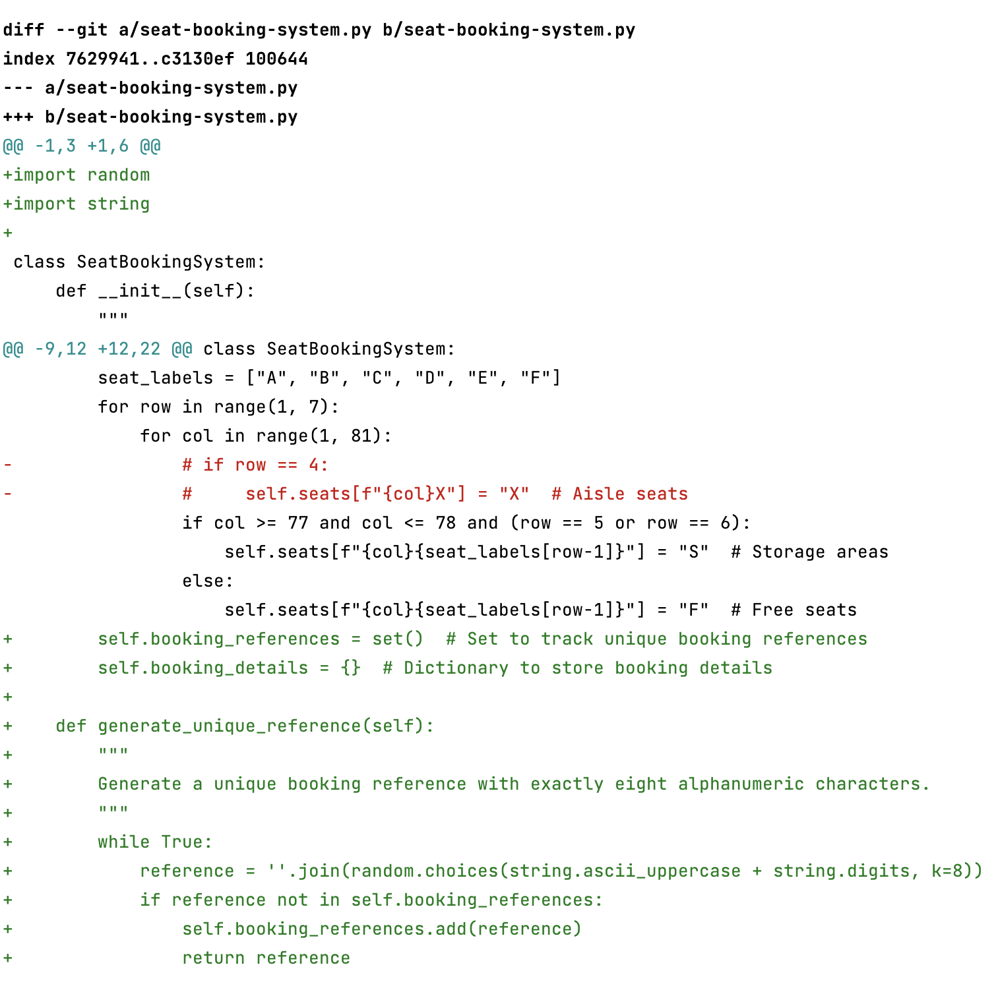 diff --git a/seat-booking-system.py b/seat-booking-system.py
index 7629941..c3130ef 100644
--- a/seat-booking-system.py
+++ b/seat-booking-system.py
@@ -1,3 +1,6 @@
+import random
+import string
+
 class SeatBookingSystem:
     def __init__(self):
         """
@@ -9,12 +12,22 @@ class SeatBookingSystem:
         seat_labels = ["A", "B", "C", "D", "E", "F"]
         for row in range(1, 7):
             for col in range(1, 81):
-                # if row == 4:
-                #     self.seats[f"{col}X"] = "X"  # Aisle seats
                 if col >= 77 and col <= 78 and (row == 5 or row == 6):
                     self.seats[f"{col}{seat_labels[row-1]}"] = "S"  # Storage areas
                 else:
                     self.seats[f"{col}{seat_labels[row-1]}"] = "F"  # Free seats
+        self.booking_references = set()  # Set to track unique booking references
+        self.booking_details = {}  # Dictionary to store booking details
+
+    def generate_unique_reference(self):
+        """
+        Generate a unique booking reference with exactly eight alphanumeric characters.
+        """
+        while True:
+            reference = ''.join(random.choices(string.ascii_uppercase + string.digits, k=8))
+            if reference not in self.booking_references:
+                self.booking_references.add(reference)
+                return reference